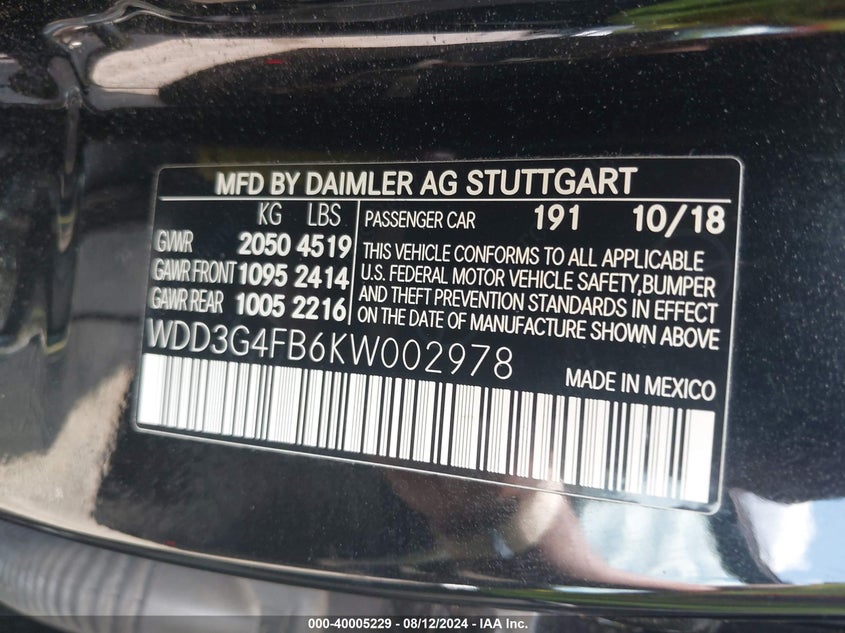 MFD BY DAIMLER AG STUTTGART
KG LBS
GVWR 2050 4519
GAWR FRONT 1095 2414
GAWR REAR 1005 2216
PASSENGER CAR 191 10/18
THIS VEHICLE CONFORMS TO ALL APPLICABLE
U.S. FEDERAL MOTOR VEHICLE SAFETY,BUMPER
AND THEFT PREVENTION STANDARDS IN EFFECT
ON THE DATE OF MANUFACTURE SHOWN ABOVE
WDD3G4FB6KW002978
MADE IN MEXICO
000-40005229 - 08/12/2024 - IAA Inc.